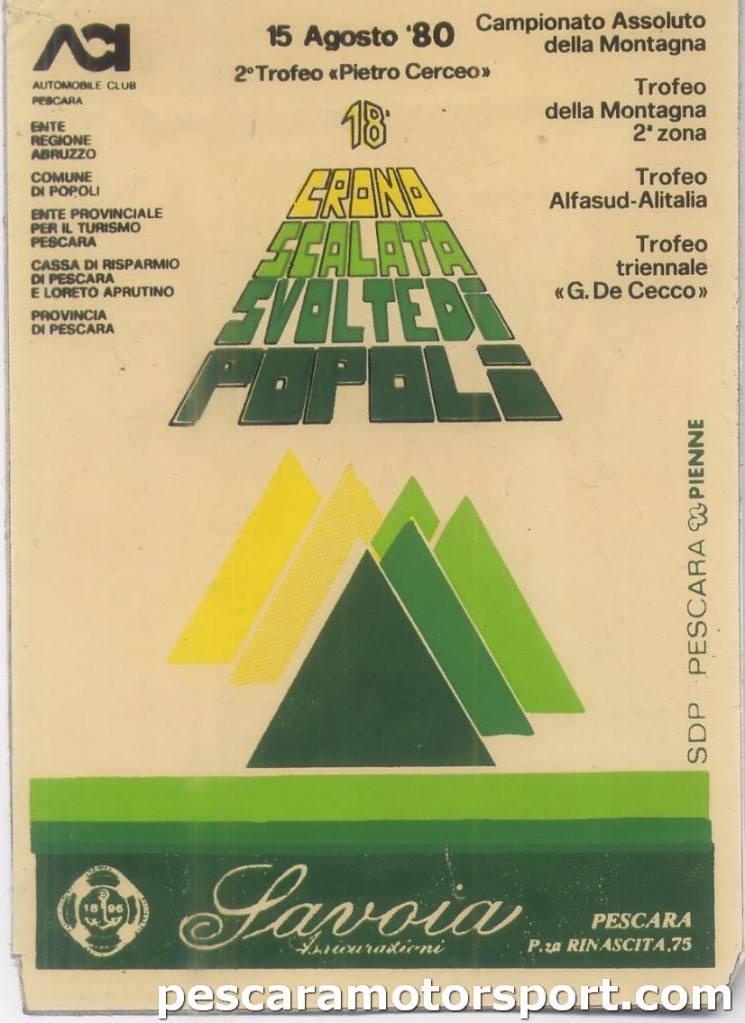 ACI
AUTOMOBILE CLUB
PESCARA
ENTE
REGIONE
ABRUZZO
COMUNE
DI POPOLI
ENTE PROVINCIALE
PER IL TURISMO
PESCARA
CASSA DI RISPARMIO
DI PESCARA
E LORETO APRUTINO
PROVINCIA
DI PESCARA
15 Agosto '80
2º Trofeo «Pietro Cerceo»
18ª
CRONO
SCALATA
SVOLTE Di
POPOLi
Campionato Assoluto
della Montagna
Trofeo
della Montagna
2ª zona
Trofeo
Alfasud-Alitalia
Trofeo
triennale
«G. De Cecco»
SDP PESCARA PIENNE
1896
Savoia
Assicurazioni
PESCARA
P.za RINASCITA, 75
pescaramotorsport.com